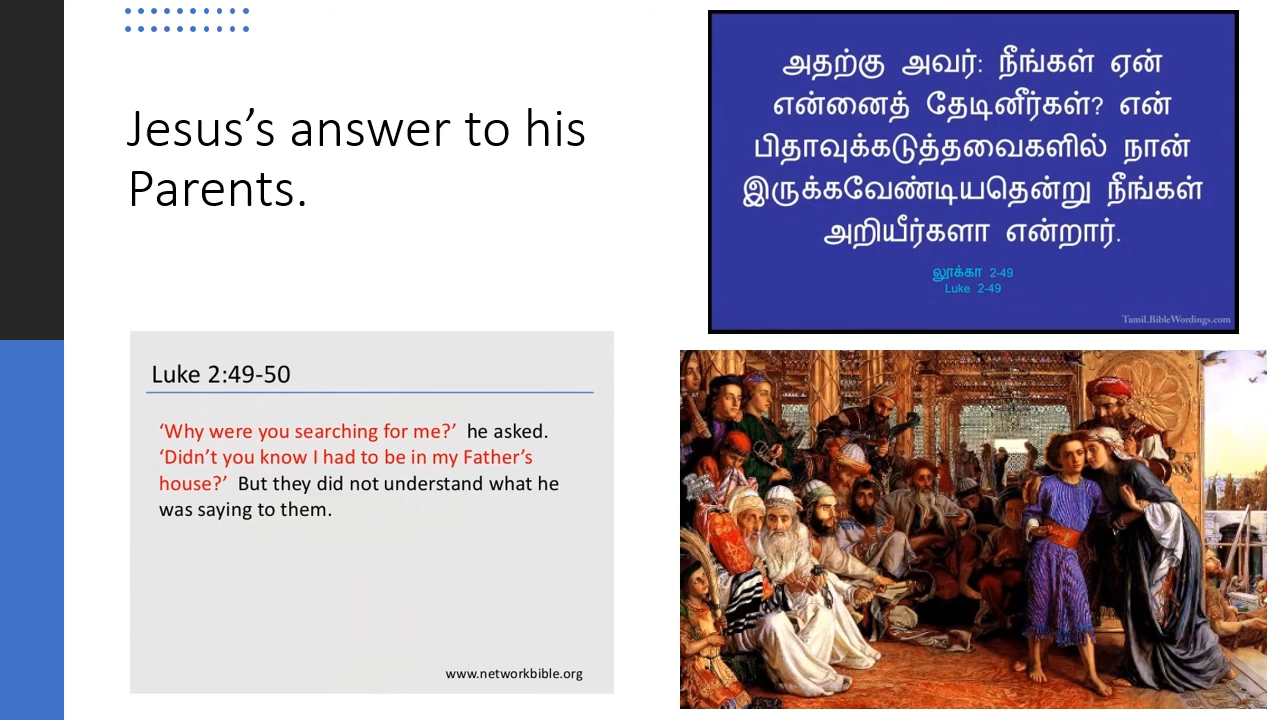 Jesus’s answer to his
Parents.
அதற்கு அவர்: நீங்கள் ஏன்
என்னைத் தேடினீர்கள்? என்
பிதாவுக்கடுத்தவைகளில் நான்
இருக்கவேண்டியதென்று நீங்கள்
அறியீர்களா என்றார்.
லூக்கா 2-49
Luke 2-49
Tamil.BibleWordings.com
Luke 2:49-50
‘Why were you searching for me?’ he asked.
‘Didn’t you know I had to be in my Father’s
house?’ But they did not understand what he
was saying to them.
www.networkbible.org